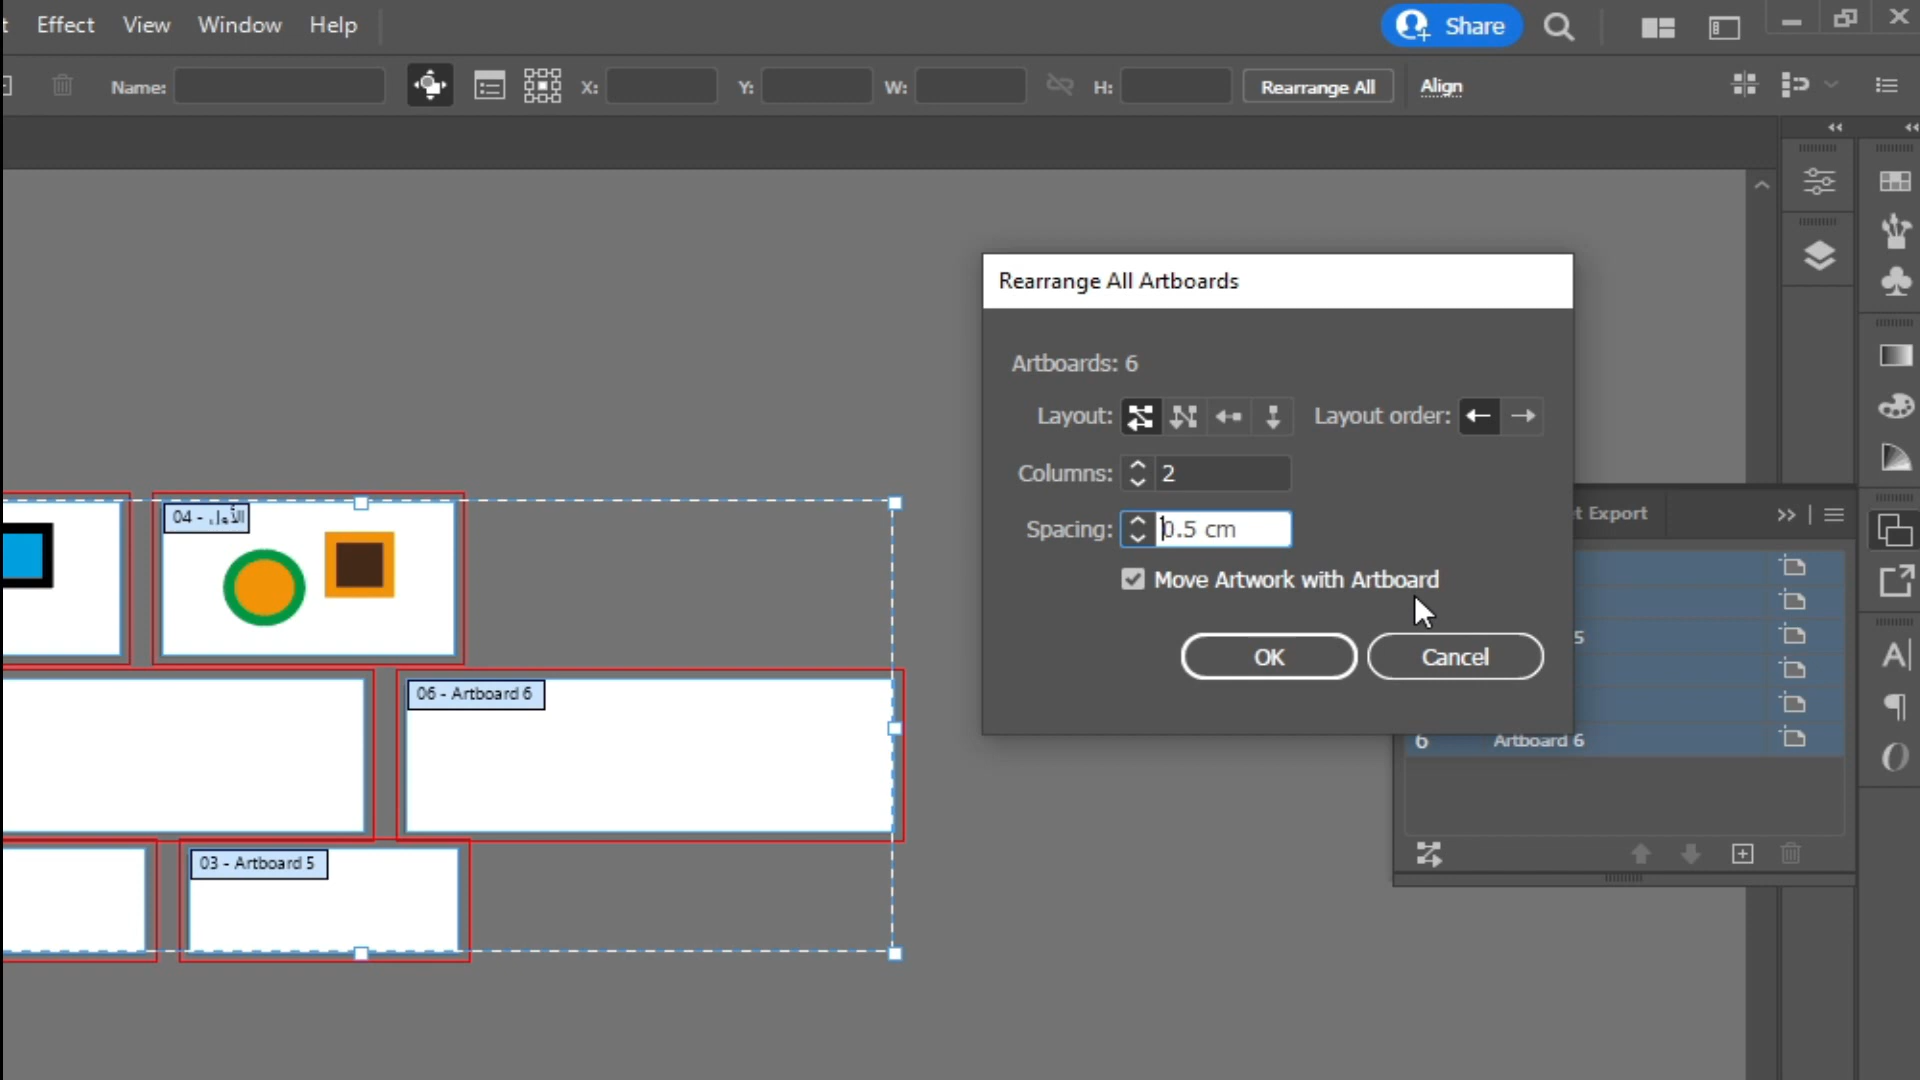 Effect View Window Help
Share
Name:
X:
Y:
W:
H:
Rearrange All
Align
Rearrange All Artboards
Artboards: 6
Layout:
Layout order:
Columns: 2
Spacing: 0.5 cm
Move Artwork with Artboard
OK
Cancel
t Export
5
6 Artboard 6
04 - الأول
06 - Artboard 6
03 - Artboard 5